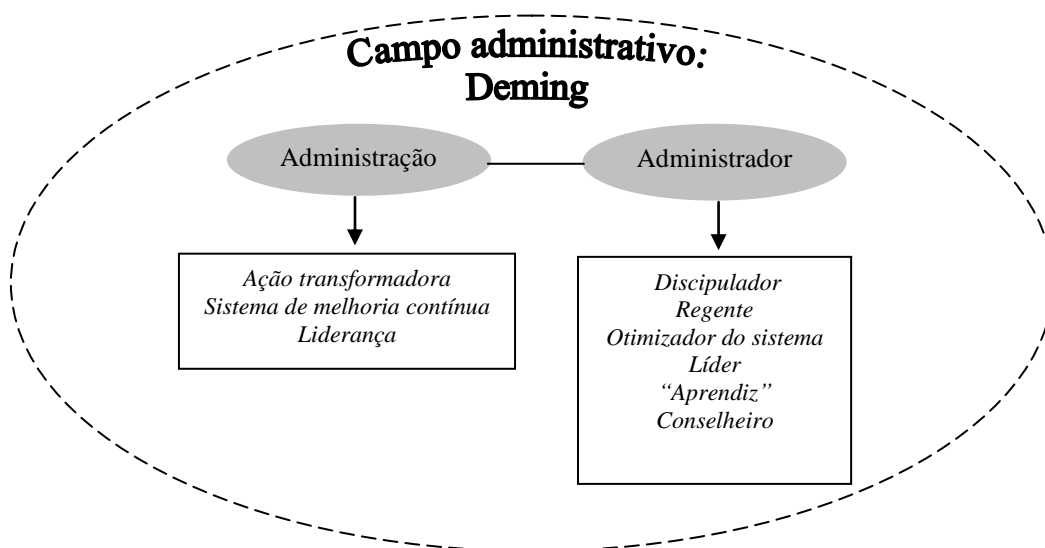 Campo administrativo:
Deming
Administração
Administrador
Ação transformadora
Sistema de melhoria contínua
Liderança
Discipulador
Regente
Otimizador do sistema
Líder
“Aprendiz”
Conselheiro